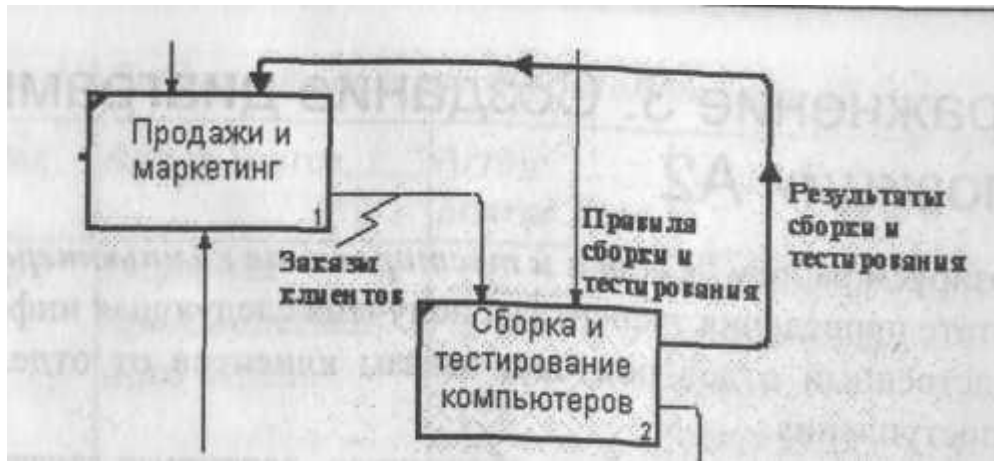 Продажи и
маркетинг
1
Заказы
клиентов
Правила
сборки и
тестирования
Результаты
сборки и
тестирования
Сборка и
тестирование
компьютеров
2